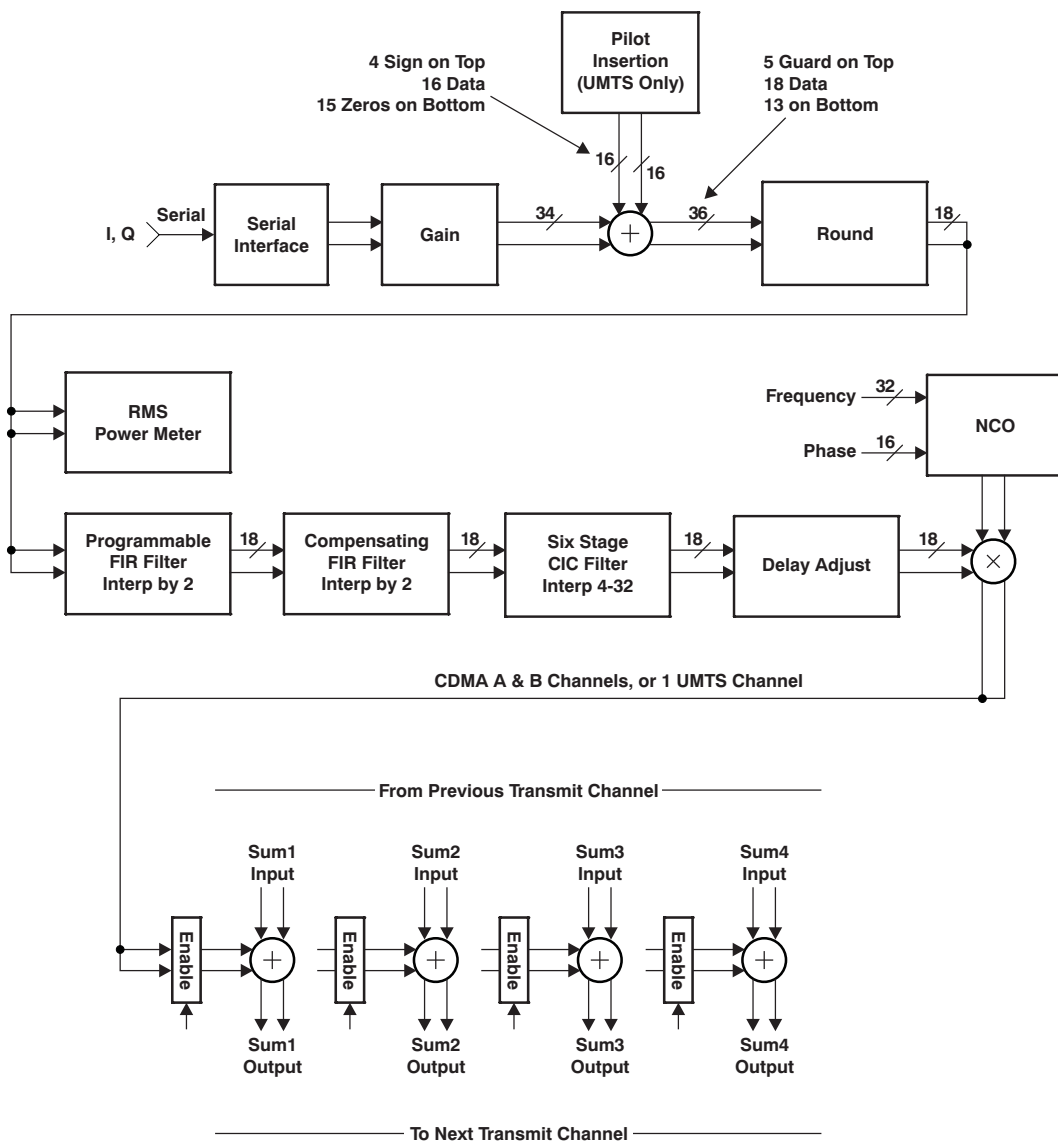 Pilot
Insertion
(UMTS Only)
4 Sign on Top
16 Data
15 Zeros on Bottom
5 Guard on Top
18 Data
13 on Bottom
16
16
I, Q
Serial
Serial
Interface
Gain
34
+
36
Round
18
RMS
Power Meter
Frequency
32
Phase
16
NCO
Programmable
FIR Filter
Interp by 2
18
Compensating
FIR Filter
Interp by 2
18
Six Stage
CIC Filter
Interp 4-32
18
Delay Adjust
18
×
CDMA A & B Channels, or 1 UMTS Channel
From Previous Transmit Channel
Sum1
Input
Sum2
Input
Sum3
Input
Sum4
Input
Enable
+
Enable
+
Enable
+
Enable
+
Sum1
Output
Sum2
Output
Sum3
Output
Sum4
Output
To Next Transmit Channel